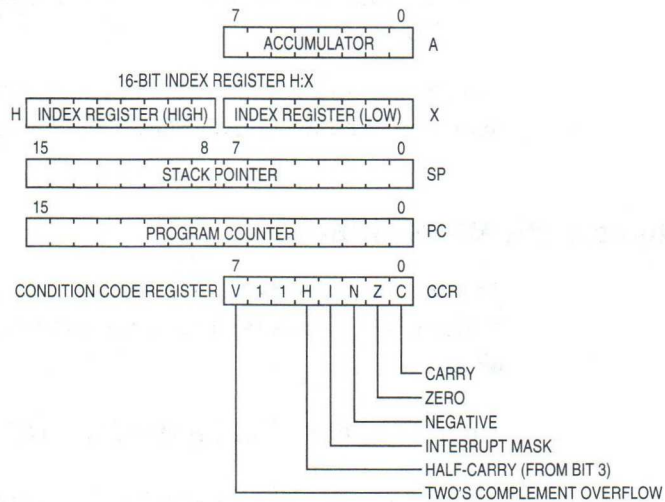 7 0
ACCUMULATOR A
16-BIT INDEX REGISTER H:X
H INDEX REGISTER (HIGH) INDEX REGISTER (LOW) X
15 8 7 0
STACK POINTER SP
15 0
PROGRAM COUNTER PC
7 0
CONDITION CODE REGISTER V 1 1 H I N Z C CCR
CARRY
ZERO
NEGATIVE
INTERRUPT MASK
HALF-CARRY (FROM BIT 3)
TWO'S COMPLEMENT OVERFLOW